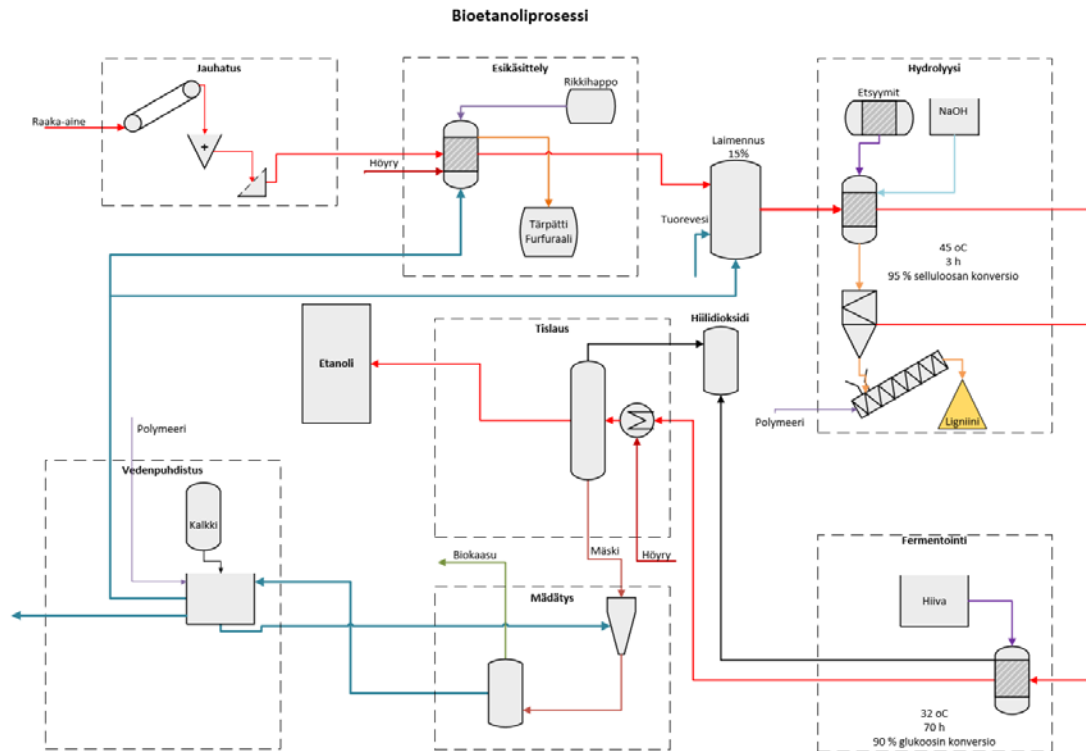 Bioetanoliprosessi
Jauhatus
Raaka-aine
+
Esikäsittely
Rikkihappo
Höyry
Tärpätti
Furfuraali
Laimennus
15%
Tuorevesi
Hydrolyysi
Etsyymit
NaOH
45 oC
3 h
95 % selluloosan konversio
Polymeeri
Ligniini
Etanoli
Tislaus
Hiilidioksidi
Mäski
Höyry
Polymeeri
Vedenpuhdistus
Kalkki
Biokaasu
Mädätys
Fermentointi
Hiiva
32 oC
70 h
90 % glukoosin konversio